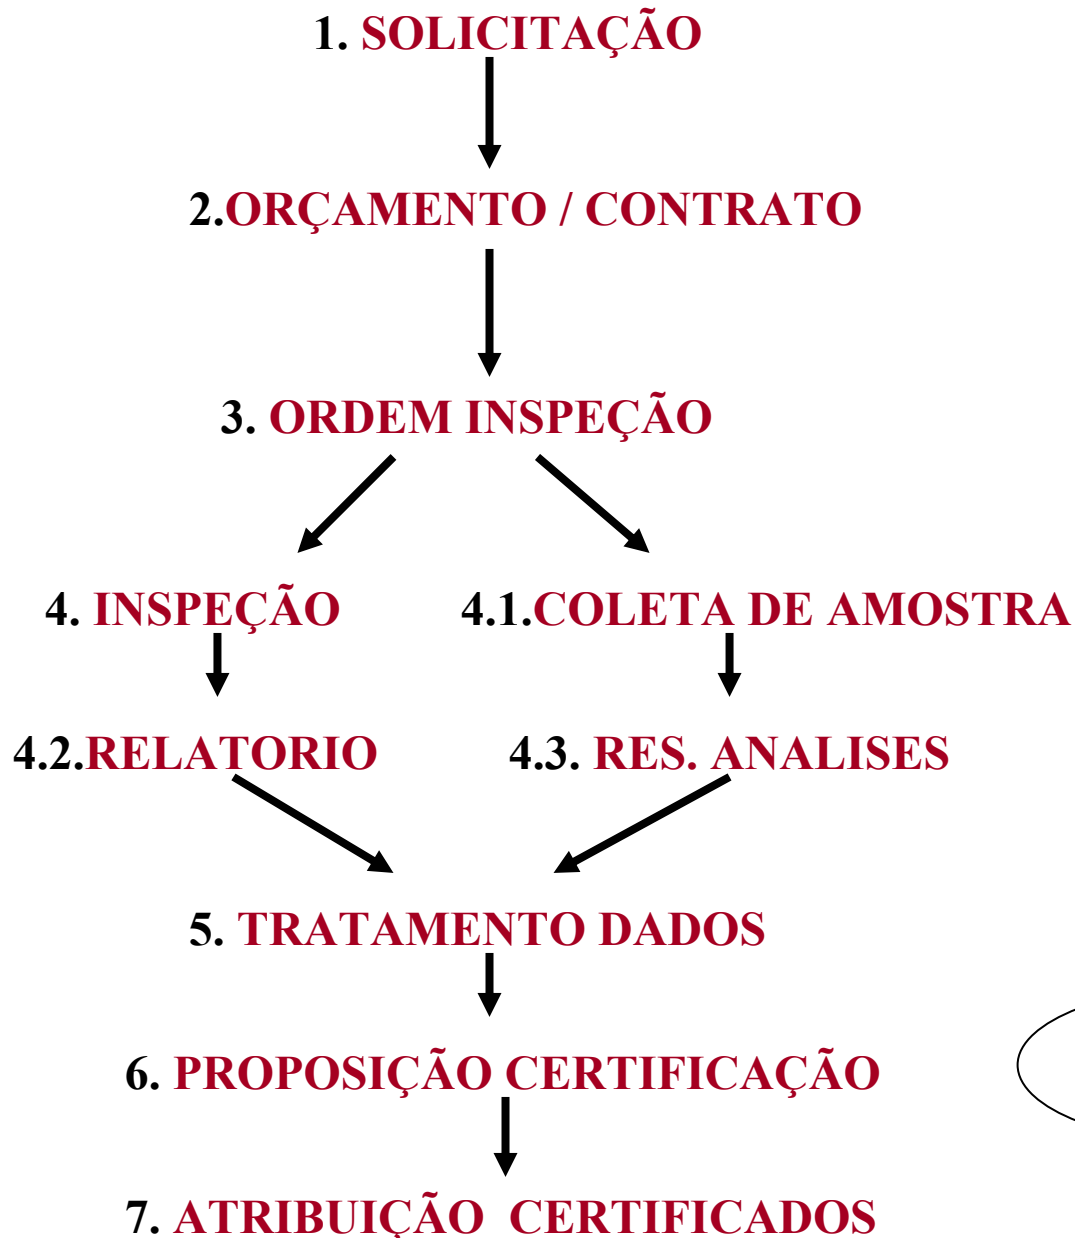 1. SOLICITAÇÃO
2.ORÇAMENTO / CONTRATO
3. ORDEM INSPEÇÃO
4. INSPEÇÃO
4.1.COLETA DE AMOSTRA
4.2.RELATORIO
4.3. RES. ANALISES
5. TRATAMENTO DADOS
6. PROPOSIÇÃO CERTIFICAÇÃO
7. ATRIBUIÇÃO  CERTIFICADOS